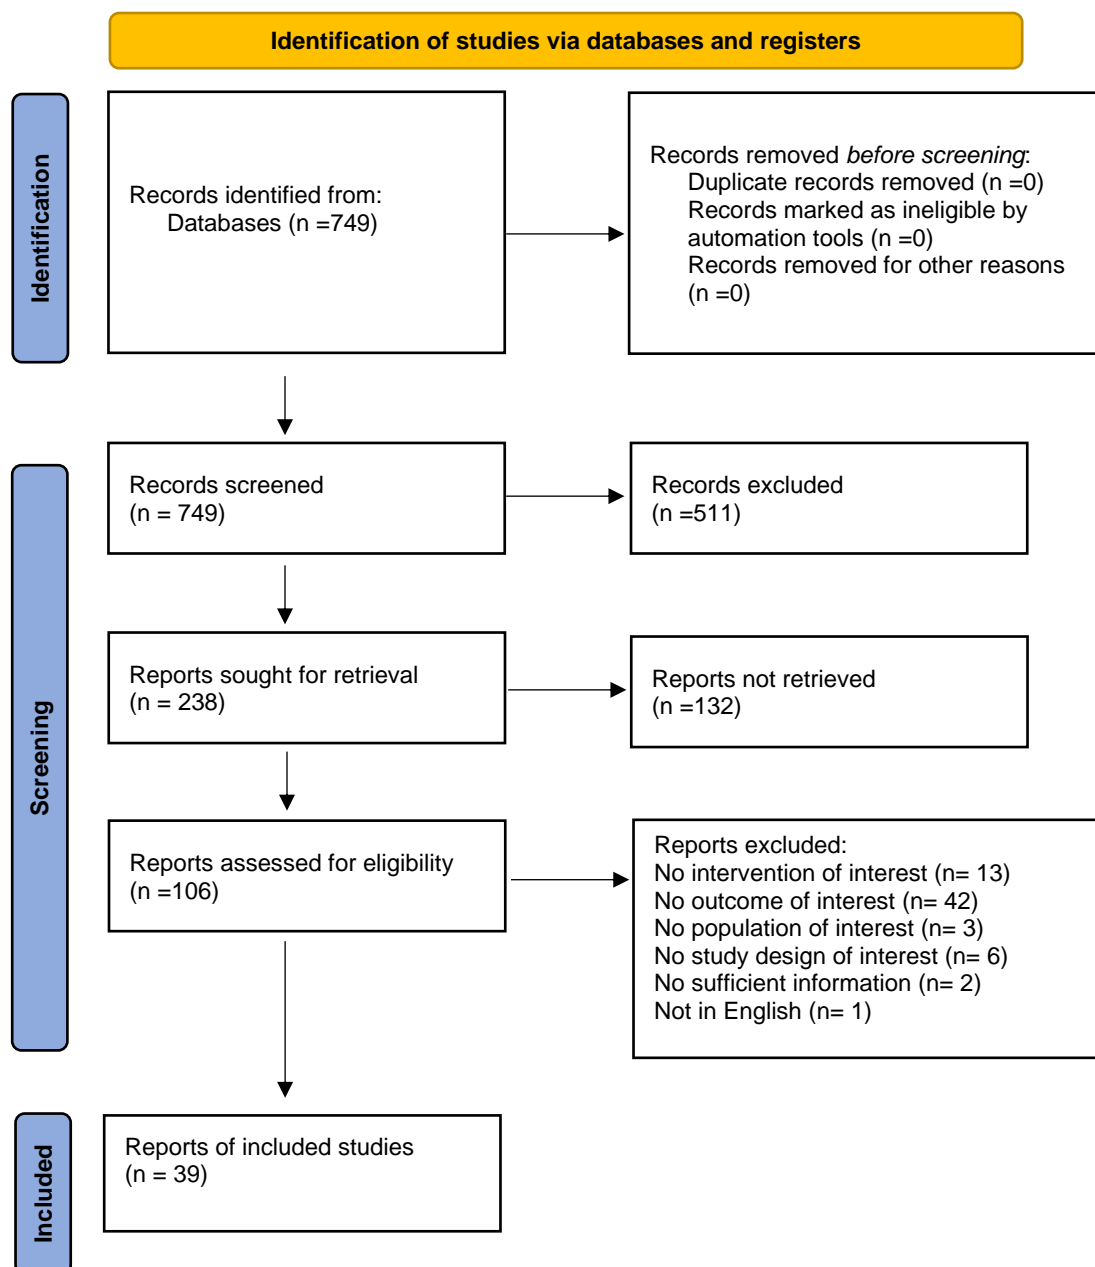 Identification of studies via databases and registers
Identification
Records identified from:
Databases (n =749)
Records removed before screening:
Duplicate records removed (n =0)
Records marked as ineligible by
automation tools (n =0)
Records removed for other reasons
(n =0)
Screening
Records screened
(n = 749)
Records excluded
(n =511)
Reports sought for retrieval
(n = 238)
Reports not retrieved
(n =132)
Reports assessed for eligibility
(n =106)
Reports excluded:
No intervention of interest (n= 13)
No outcome of interest (n= 42)
No population of interest (n= 3)
No study design of interest (n= 6)
No sufficient information (n= 2)
Not in English (n= 1)
Included
Reports of included studies
(n = 39)